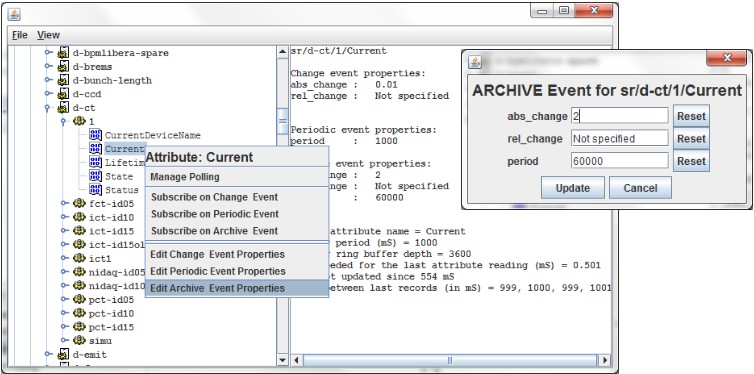 File View
d-bpmlibera-spare
d-brems
d-bunch-length
d-ccd
d-ct
1
CurrentDeviceName
Current
Lifetim
State
Status
fct-id05
ict-id10
ict-id15
ict-id15ol
ict1
nidaq-id05
nidaq-id10
pct-id05
pct-id10
pct-id15
simu
d-emit
Attribute: Current
Manage Polling
Subscribe on Change Event
Subscribe on Periodic Event
Subscribe on Archive Event
Edit Change Event Properties
Edit Periodic Event Properties
Edit Archive Event Properties
sr/d-ct/1/Current
Change event properties:
abs_change : 0.01
rel_change : Not specified
Periodic event properties:
period : 1000
event properties:
nge : 2
nge : Not specified
: 60000
attribute name = Current
period (mS) = 1000
ring buffer depth = 3600
eeded for the last attribute reading (mS) = 0.501
t updated since 554 mS
between last records (in mS) = 999, 1000, 999, 1001
ARCHIVE Event for sr/d-ct/1/Current
abs_change 2 Reset
rel_change Not specified Reset
period 60000 Reset
Update Cancel